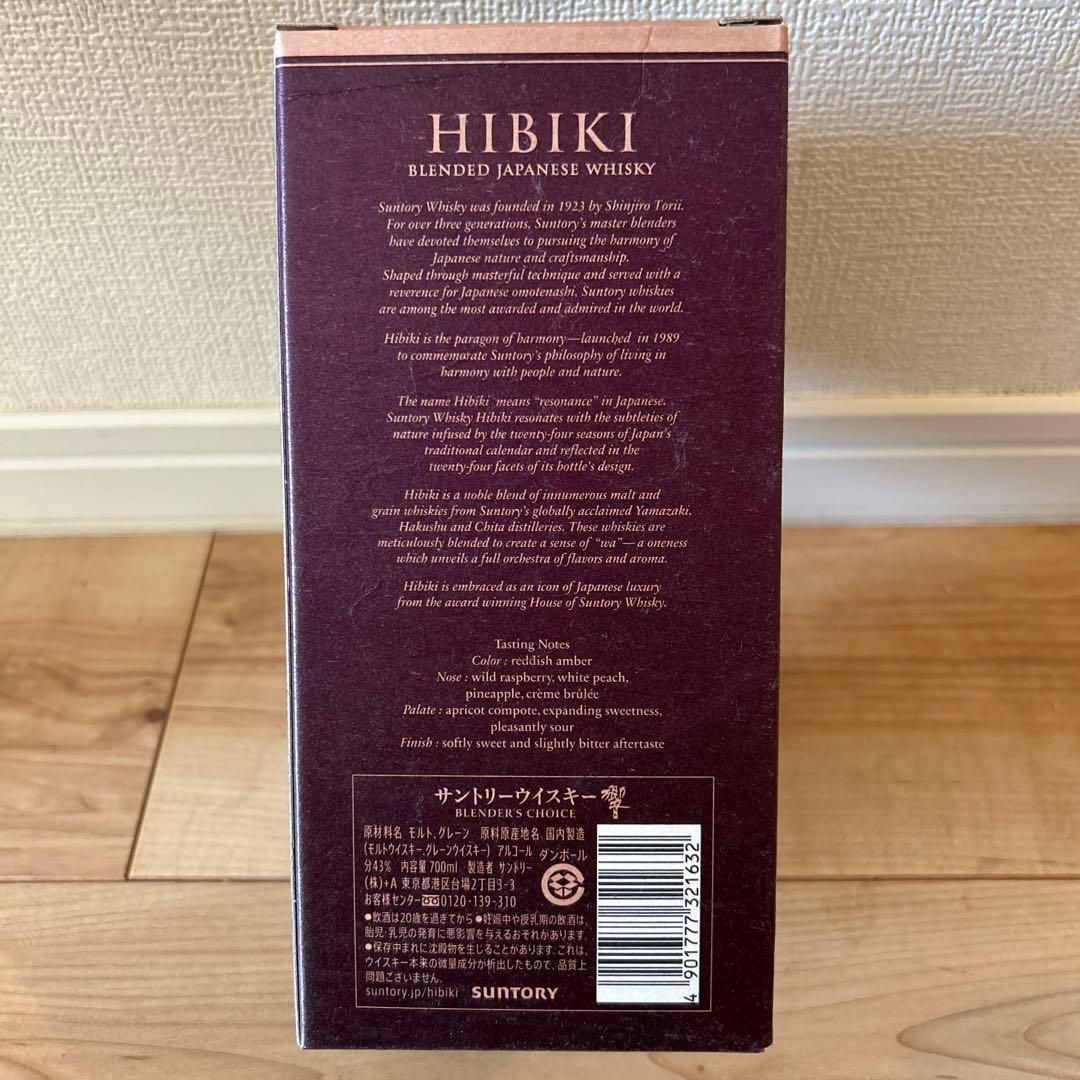 HIBIKI
BLENDED JAPANESE WHISKY
Suntory Whisky was founded in 1923 by Shinjiro Torii.
For over three generations, Suntory's master blenders
have devoted themselves to pursuing the harmony of
Japanese nature and craftsmanship.
Shaped through masterful technique and served with a
reverence for Japanese omotenashi, Suntory whiskies
are among the most awarded and admired in the world.
Hibiki is the paragon of harmony—launched in 1989
to commemorate Suntory's philosophy of living in
harmony with people and nature.
The name Hibiki means "resonance" in Japanese.
Suntory Whisky Hibiki resonates with the subtleties of
nature infused by the twenty-four seasons of Japan's
traditional calendar and reflected in the
twenty-four facets of its bottle's design.
Hibiki is a noble blend of innumerous malt and
grain whiskies from Suntory's globally acclaimed Yamazaki,
Hakushu and Chita distilleries. These whiskies are
meticulously blended to create a sense of "wa"—a oneness
which unveils a full orchestra of flavors and aroma.
Hibiki is embraced as an icon of Japanese luxury
from the award winning House of Suntory Whisky.
Tasting Notes
Color : reddish amber
Nose : wild raspberry, white peach,
pineapple, crème brûlée
Palate : apricot compote, expanding sweetness,
pleasantly sour
Finish : softly sweet and slightly bitter aftertaste
サントリーウイスキー 響
BLENDER'S CHOICE
原材料名 モルト、グレーン 原料原産地名 国内製造
(モルトウイスキー、グレーンウイスキー) アルコール
分43% 内容量700ml 製造者 サントリー
(株)+A 東京都港区台場2丁目3-3
お客様センター 0120-139-310
ダンボール
●飲酒は20歳を過ぎてから●妊娠中や授乳期の飲酒は、
胎児・乳児の発育に悪影響を与えるおそれがあります。
●保存中まれに沈殿物を生じることがあります。これは、
ウイスキー本来の微量成分が析出したもので、品質上
問題ございません。
suntory.jp/hibiki SUNTORY
4 901777 321632